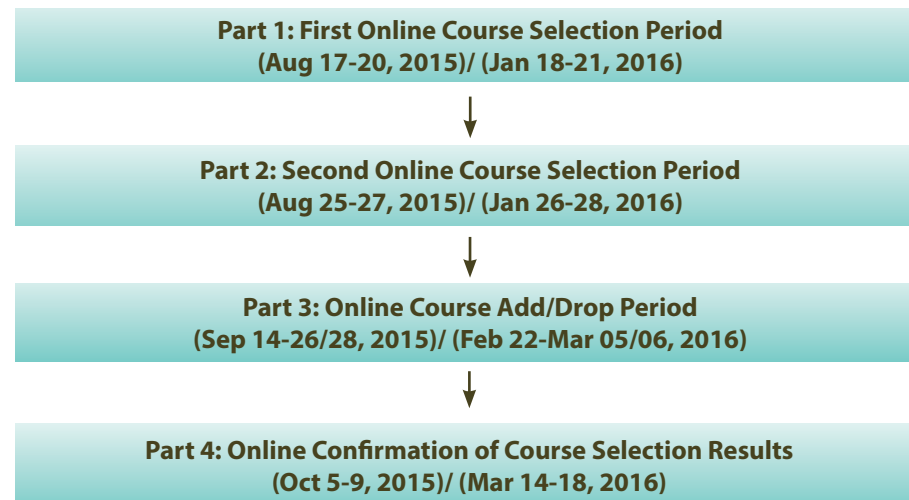 Part 1: First Online Course Selection Period
(Aug 17-20, 2015)/ (Jan 18-21, 2016)
Part 2: Second Online Course Selection Period
(Aug 25-27, 2015)/ (Jan 26-28, 2016)
Part 3: Online Course Add/Drop Period
(Sep 14-26/28, 2015)/ (Feb 22-Mar 05/06, 2016)
Part 4: Online Confirmation of Course Selection Results
(Oct 5-9, 2015)/ (Mar 14-18, 2016)